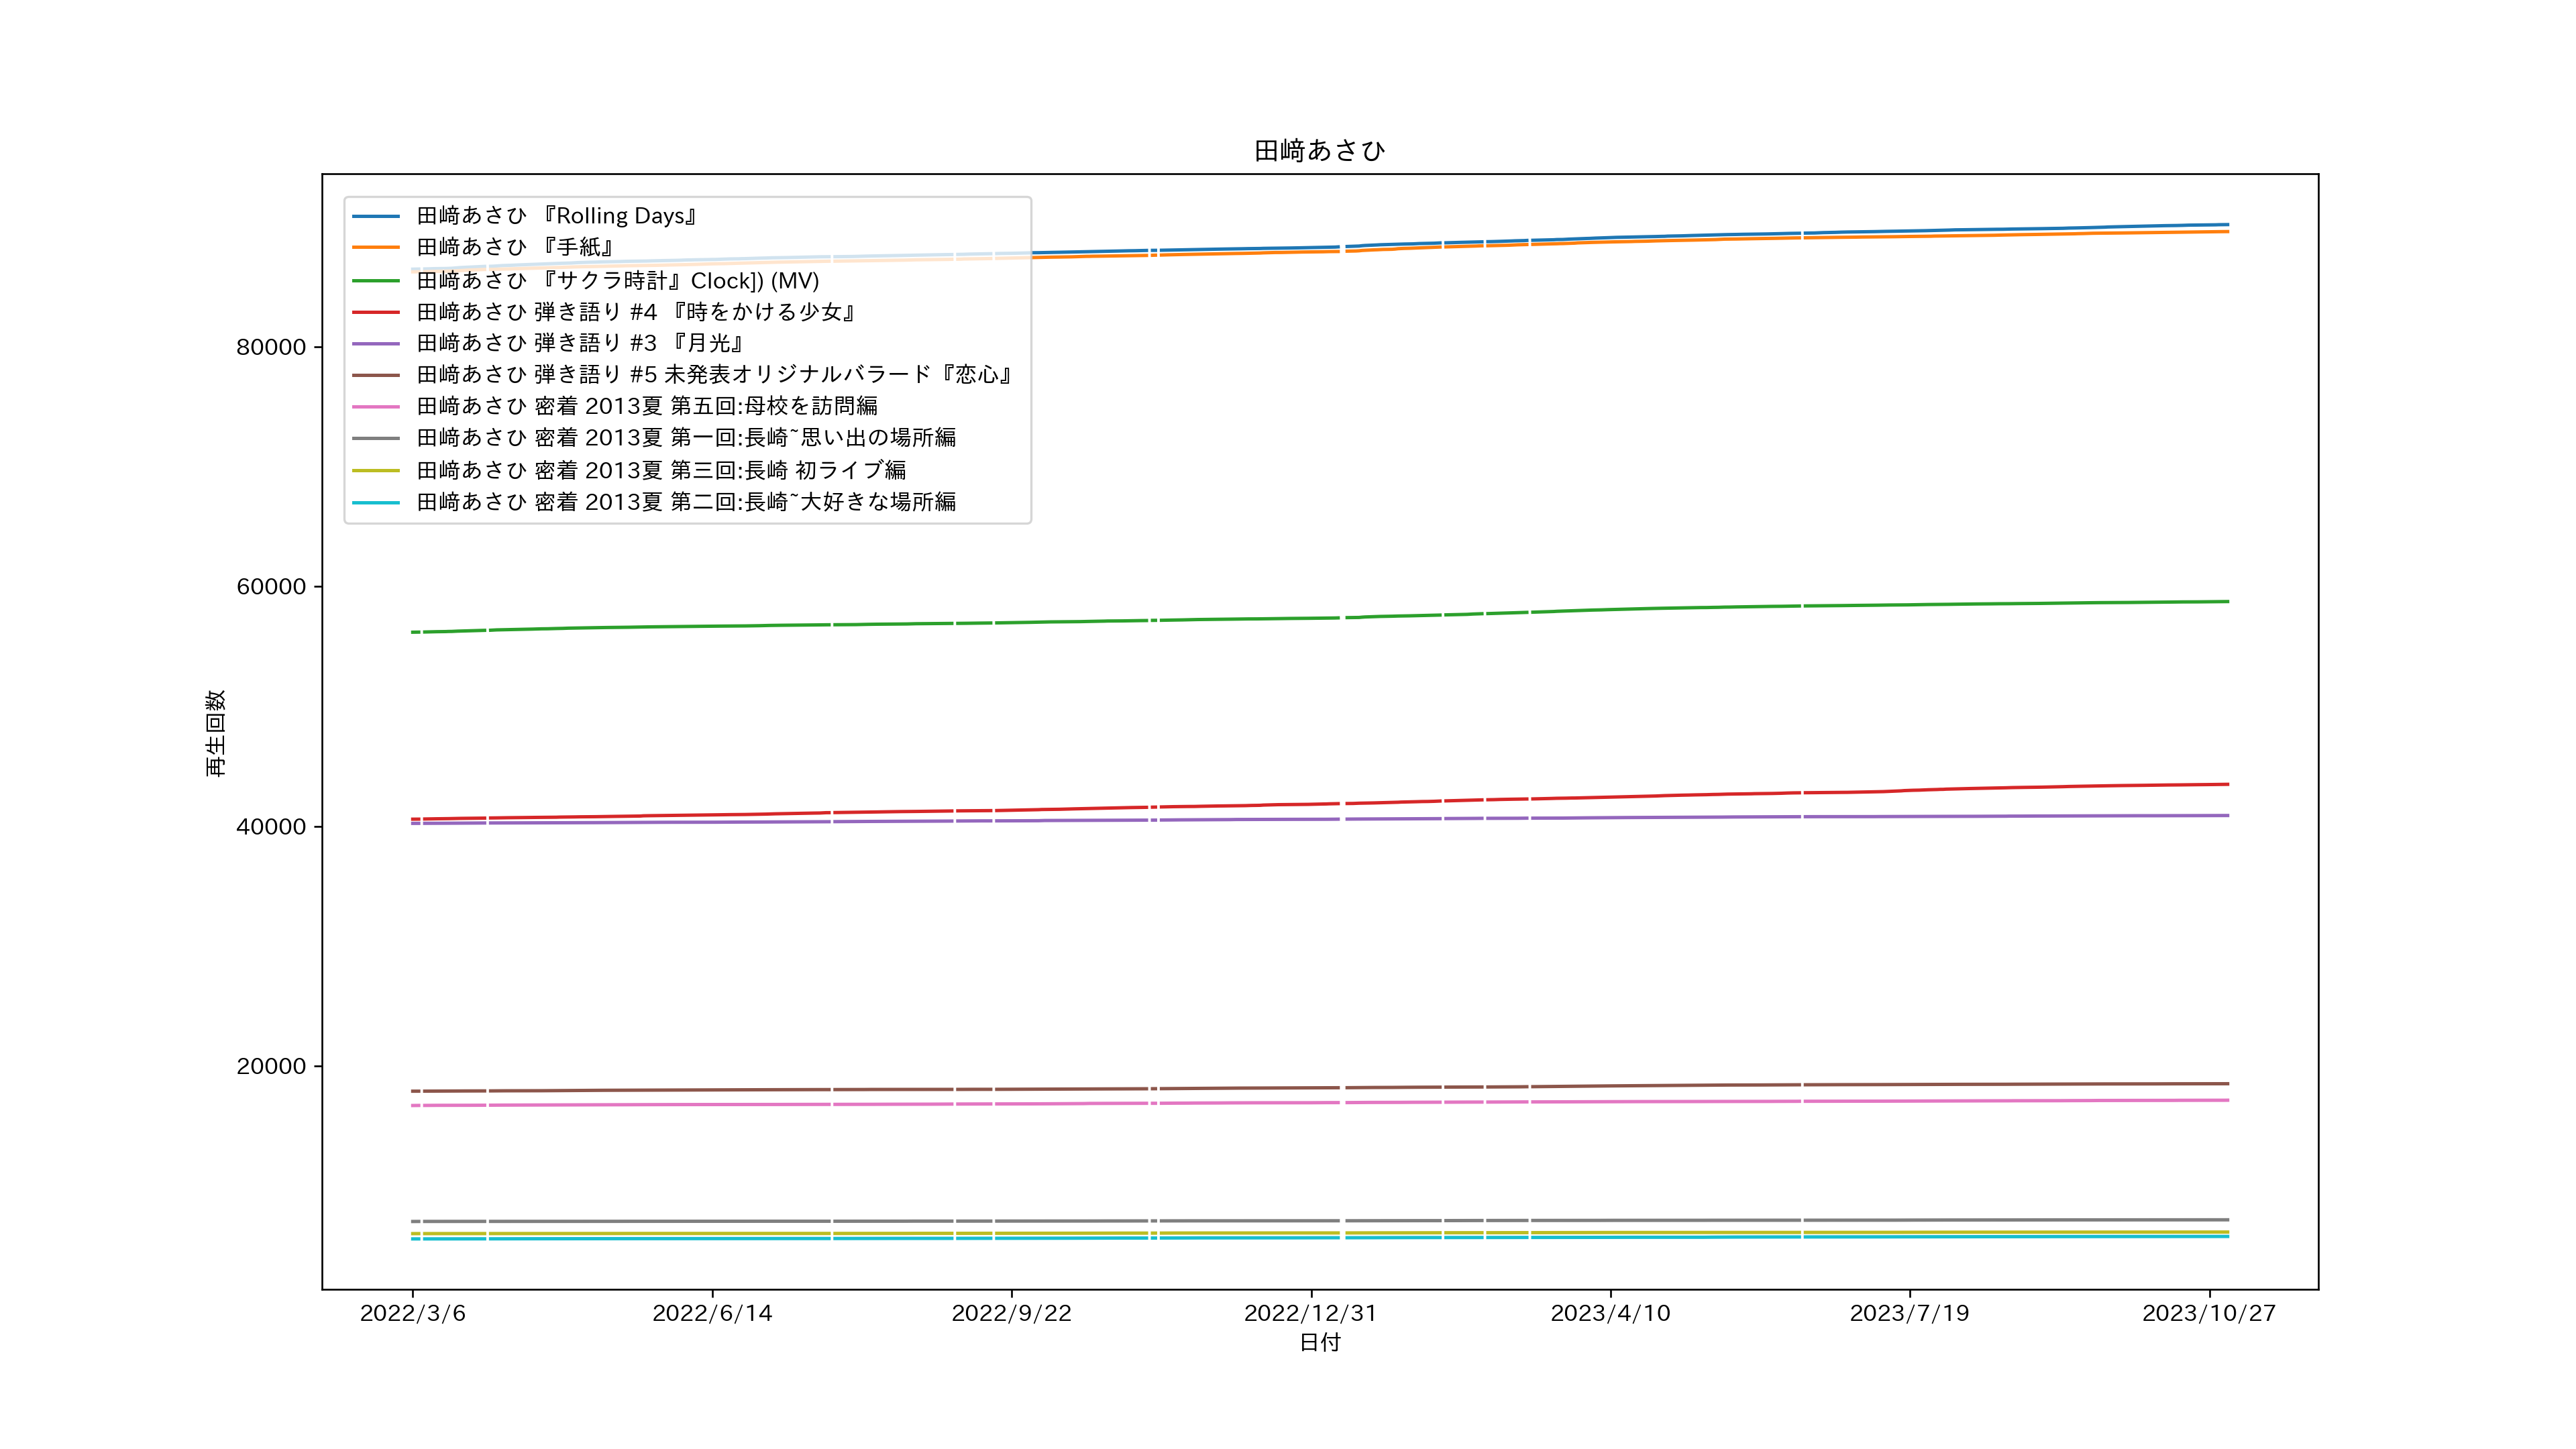 田﨑あさひ
田﨑あさひ 『Rolling Days』
田﨑あさひ 『手紙』
田﨑あさひ 『サクラ時計』Clock]) (MV)
田﨑あさひ 弾き語り #4 『時をかける少女』
田﨑あさひ 弾き語り #3 『月光』
田﨑あさひ 弾き語り #5 未発表オリジナルバラード『恋心』
田﨑あさひ 密着 2013夏 第五回:母校を訪問編
田﨑あさひ 密着 2013夏 第一回:長崎~思い出の場所編
田﨑あさひ 密着 2013夏 第三回:長崎 初ライブ編
田﨑あさひ 密着 2013夏 第二回:長崎~大好きな場所編
80000
60000
40000
20000
再生回数
2022/3/6
2022/6/14
2022/9/22
2022/12/31
2023/4/10
2023/7/19
2023/10/27
日付